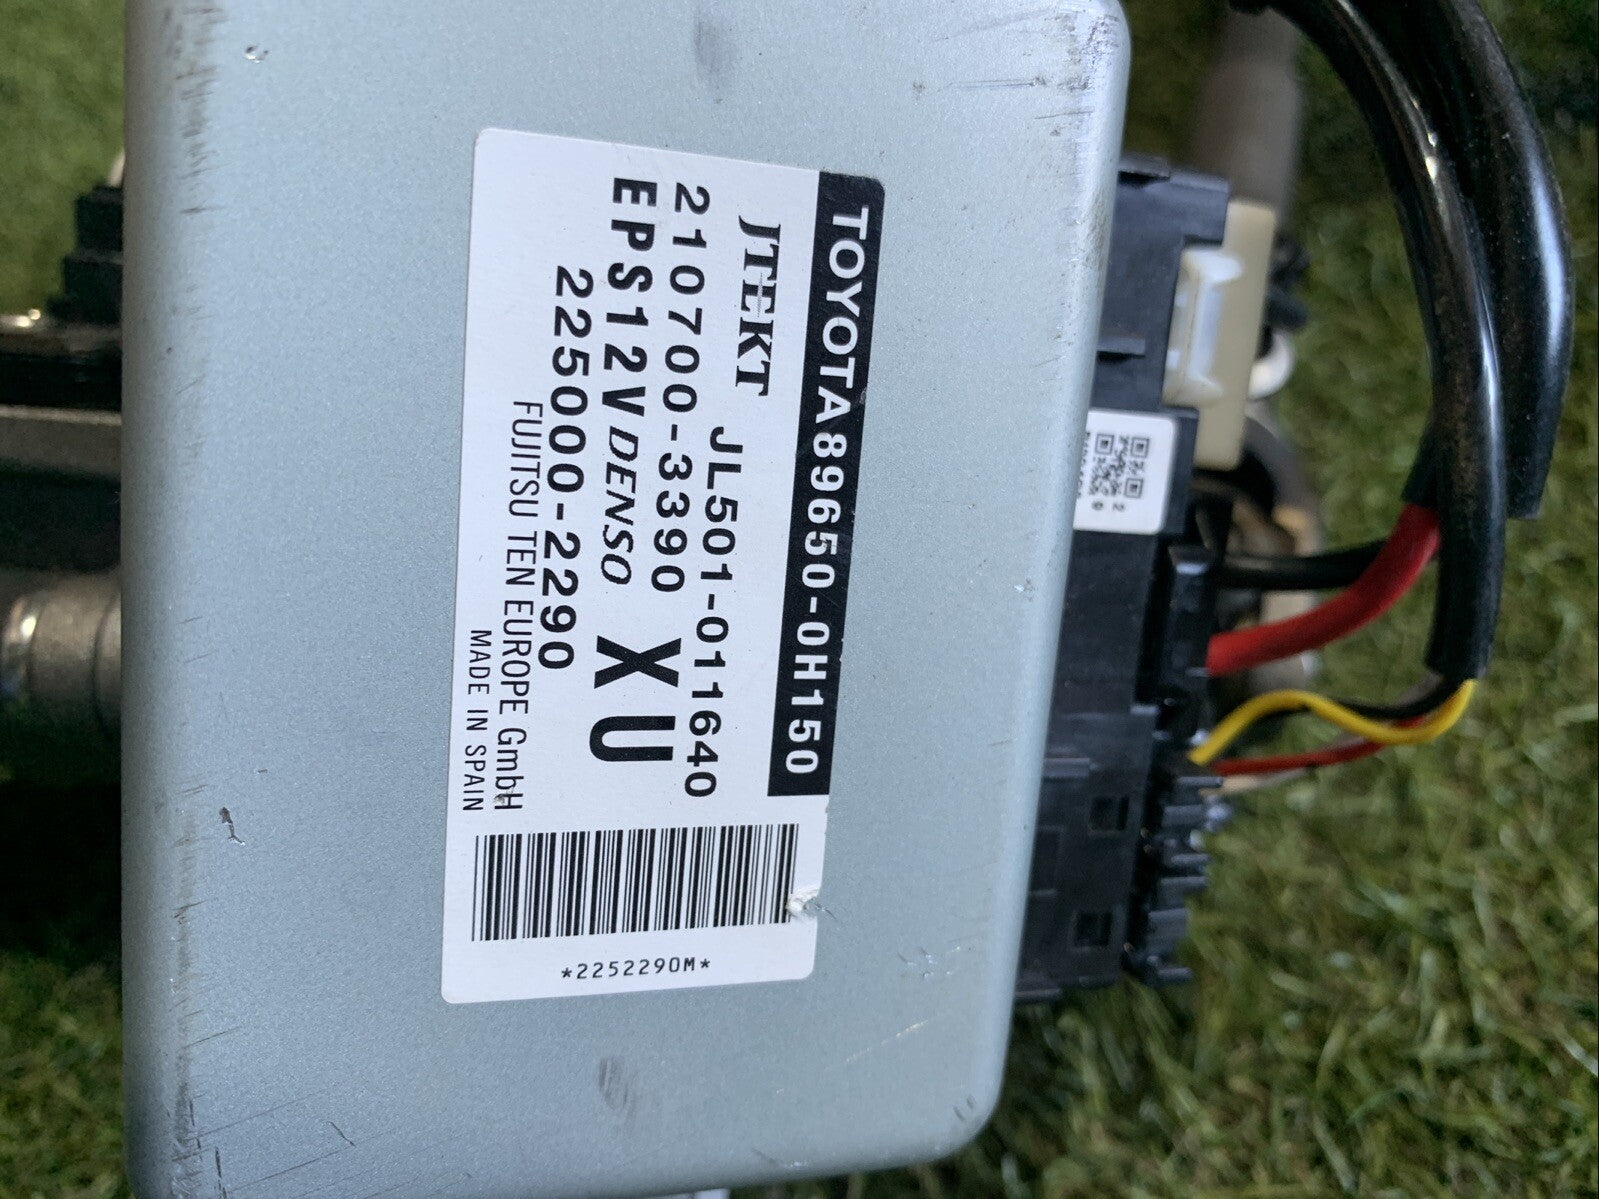 TOYOTA 89650-0H150
JTEKT JL501-011640
210700-3390
EPS12V DENSO XU
225000-2290
FUJITSU TEN EUROPE GmbH
MADE IN SPAIN
*2252290M*